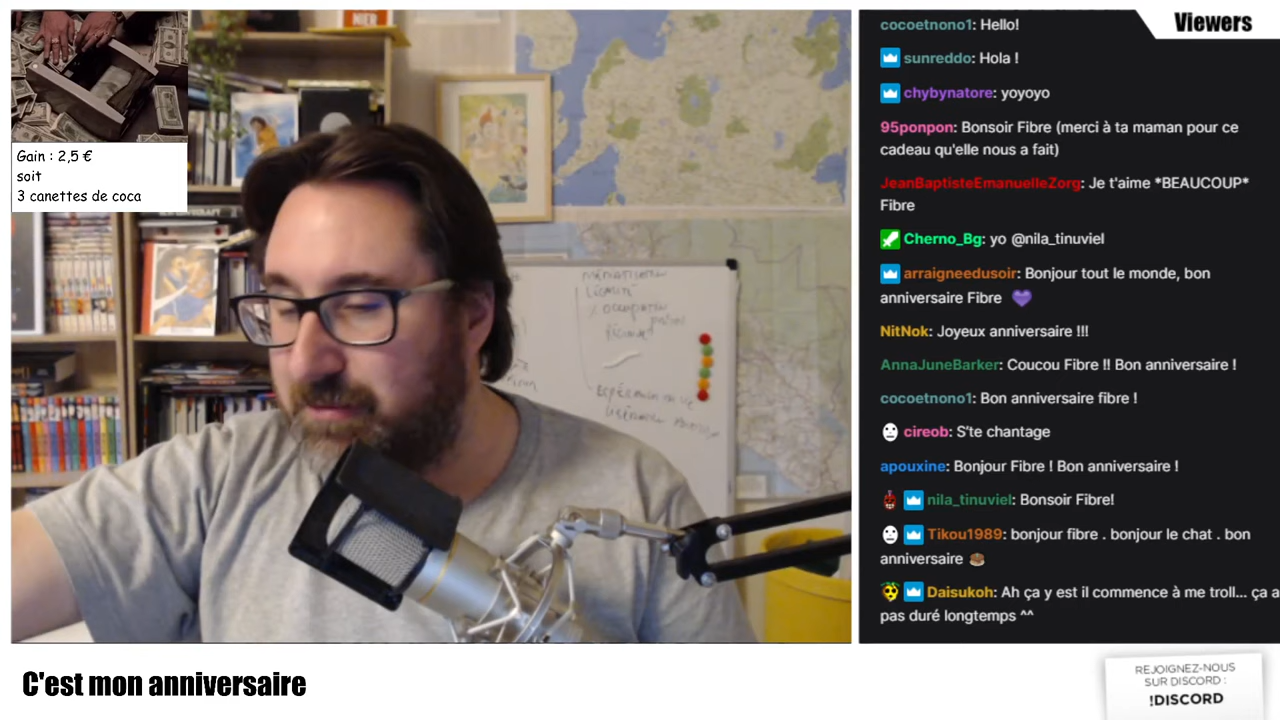 NIER
Gain : 2,5 €
soit
3 canettes de coca
Viewers
cocoetnono1: Hello!
sunreddo: Hola !
chybynatore: yoyoyo
95ponpon: Bonsoir Fibre (merci à ta maman pour ce
cadeau qu'elle nous a fait)
JeanBaptisteEmanuelleZorg: Je t'aime *BEAUCOUP*
Fibre
Cherno_Bg: yo @nila_tinuviel
arraigneedusoir: Bonjour tout le monde, bon
anniversaire Fibre
NitNok: Joyeux anniversaire !!!
AnnaJuneBarker: Coucou Fibre !! Bon anniversaire !
cocoetnono1: Bon anniversaire fibre !
cireob: S'te chantage
apouxine: Bonjour Fibre ! Bon anniversaire !
nila_tinuviel: Bonsoir Fibre!
Tikou1989: bonjour fibre . bonjour le chat . bon
anniversaire
Daisukoh: Ah ça y est il commence à me troll... ça a
pas duré longtemps ^^
C'est mon anniversaire
REJOIGNEZ-NOUS
SUR DISCORD :
!DISCORD